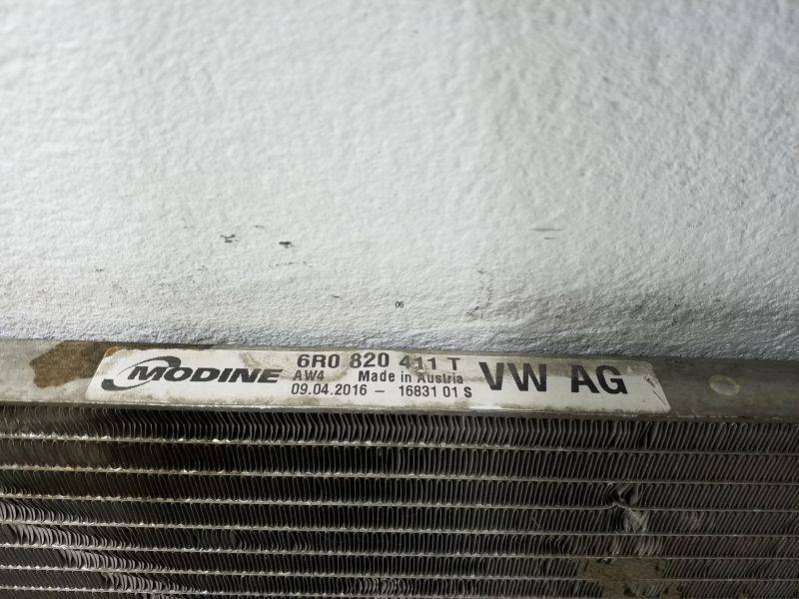 MODINE
6R0 820 411 T
AW4 Made in Austria
09.04.2016 - 16831 01 S
VW AG